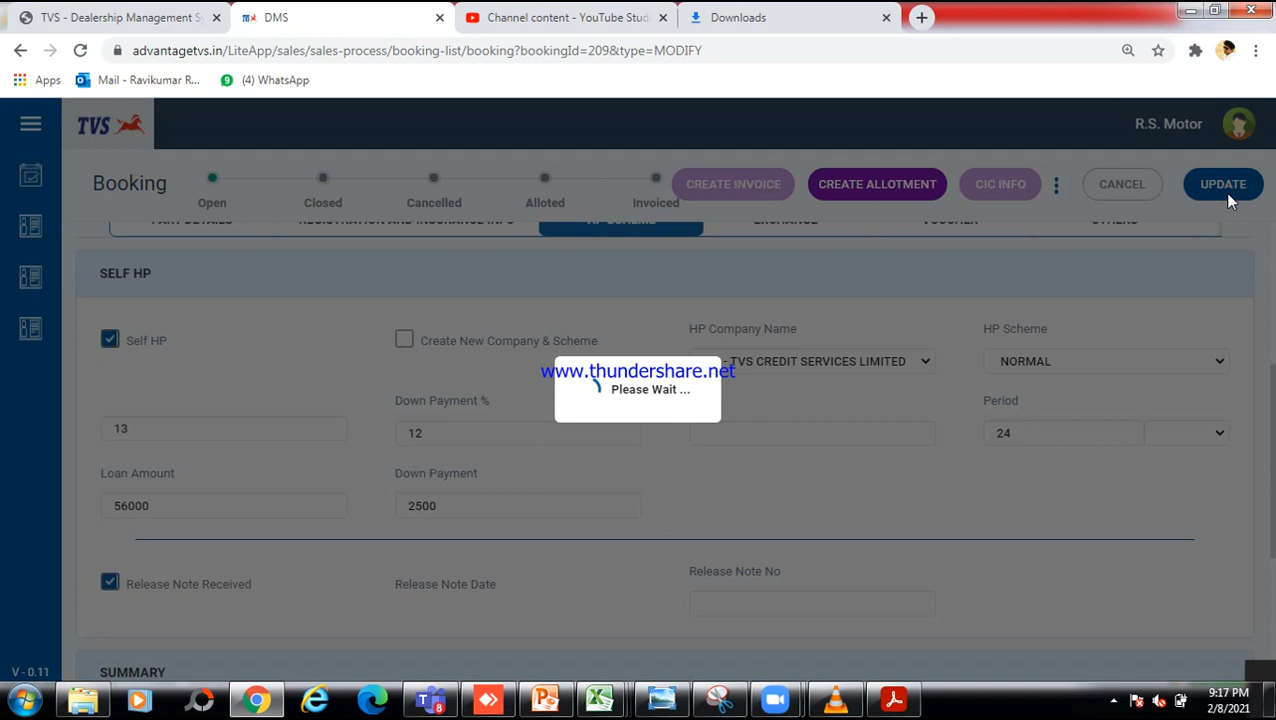 TVS - Dealership Management Sy
DMS
Channel content - YouTube Stud
Downloads
advantagetvs.in/LiteApp/sales/sales-process/booking-list/booking?bookingId=209&type=MODIFY
Apps
Mail - Ravikumar R...
9
(4) WhatsApp
TVS
R.S. Motor
Booking
Open
Closed
Cancelled
Alloted
Invoiced
CREATE INVOICE
CREATE ALLOTMENT
CIC INFO
CANCEL
UPDATE
PART DETAILS
REGISTRATION AND INSURANCE INFO
HP SCHEME
EXCHANGE
VOUCHER
OTHERS
SELF HP
Self HP
Create New Company & Scheme
HP Company Name
- TVS CREDIT SERVICES LIMITED
HP Scheme
NORMAL
www.thundershare.net
Please Wait ...
13
Down Payment %
12
Period
24
Loan Amount
56000
Down Payment
2500
Release Note Received
Release Note Date
Release Note No
SUMMARY
V - 0.11
8
9:17 PM
2/8/2021